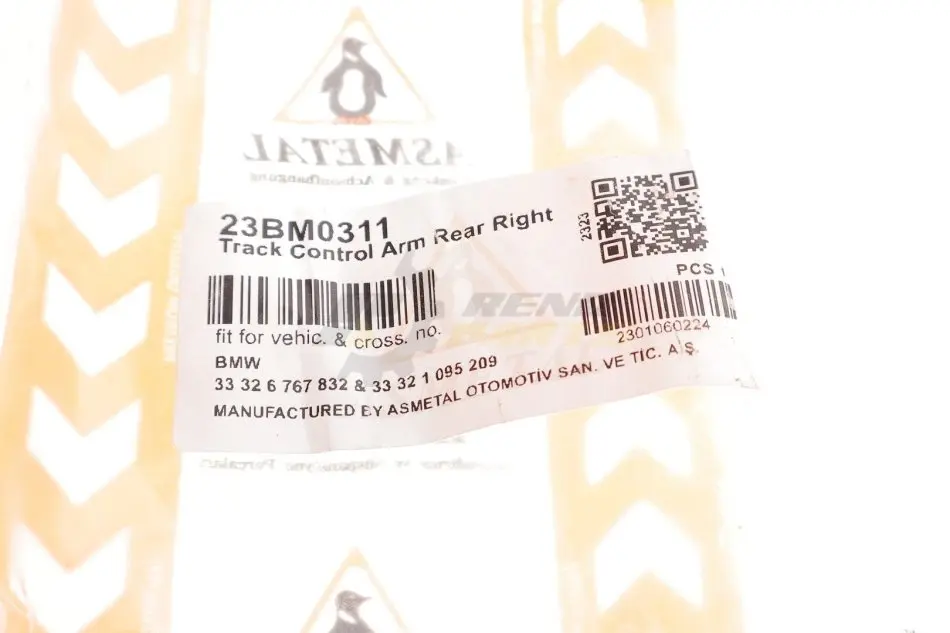 ASMETAL
23BM0311
Track Control Arm Rear Right
2323
PCS
fit for vehic. & cross. no.
2301060224
BMW
33 32 6 767 832 & 33 32 1 095 209
MANUFACTURED BY ASMETAL OTOMOTİV SAN. VE TİC. A.Ş.